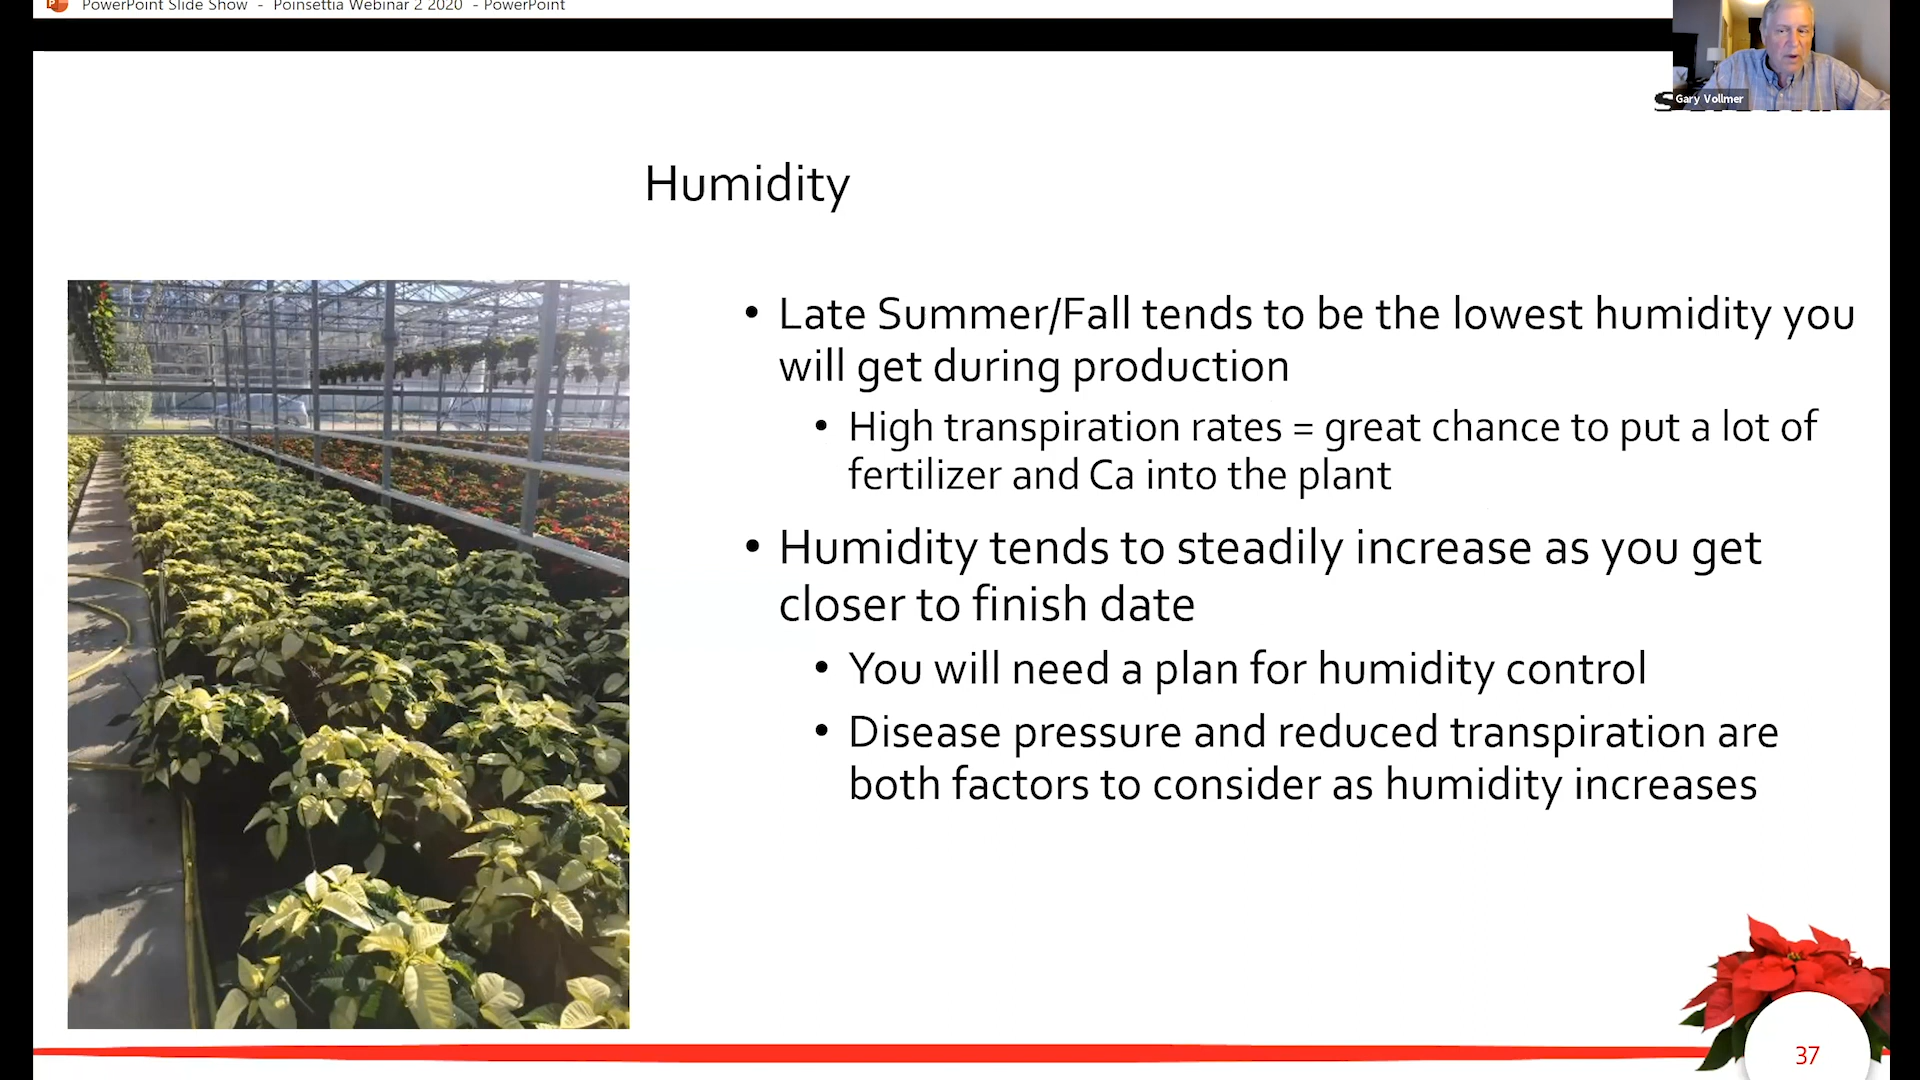 PowerPoint Slide Show - Poinsettia Webinar 2 2020 - PowerPoint
Gary Vollmer
Humidity
• Late Summer/Fall tends to be the lowest humidity you
will get during production
• High transpiration rates = great chance to put a lot of
fertilizer and Ca into the plant
• Humidity tends to steadily increase as you get
closer to finish date
• You will need a plan for humidity control
• Disease pressure and reduced transpiration are
both factors to consider as humidity increases
37